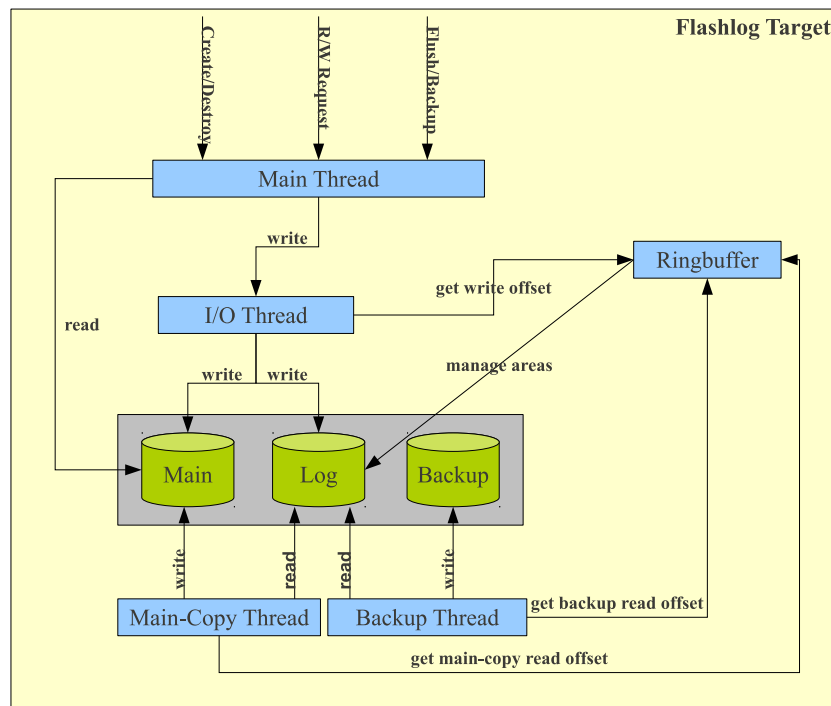 Flashlog Target
Create/Destroy
R/W Request
Flush/Backup
Main Thread
write
Ringbuffer
get write offset
I/O Thread
read
manage areas
write
write
Main
Log
Backup
write
read
read
write
get backup read offset
Main-Copy Thread
Backup Thread
get main-copy read offset